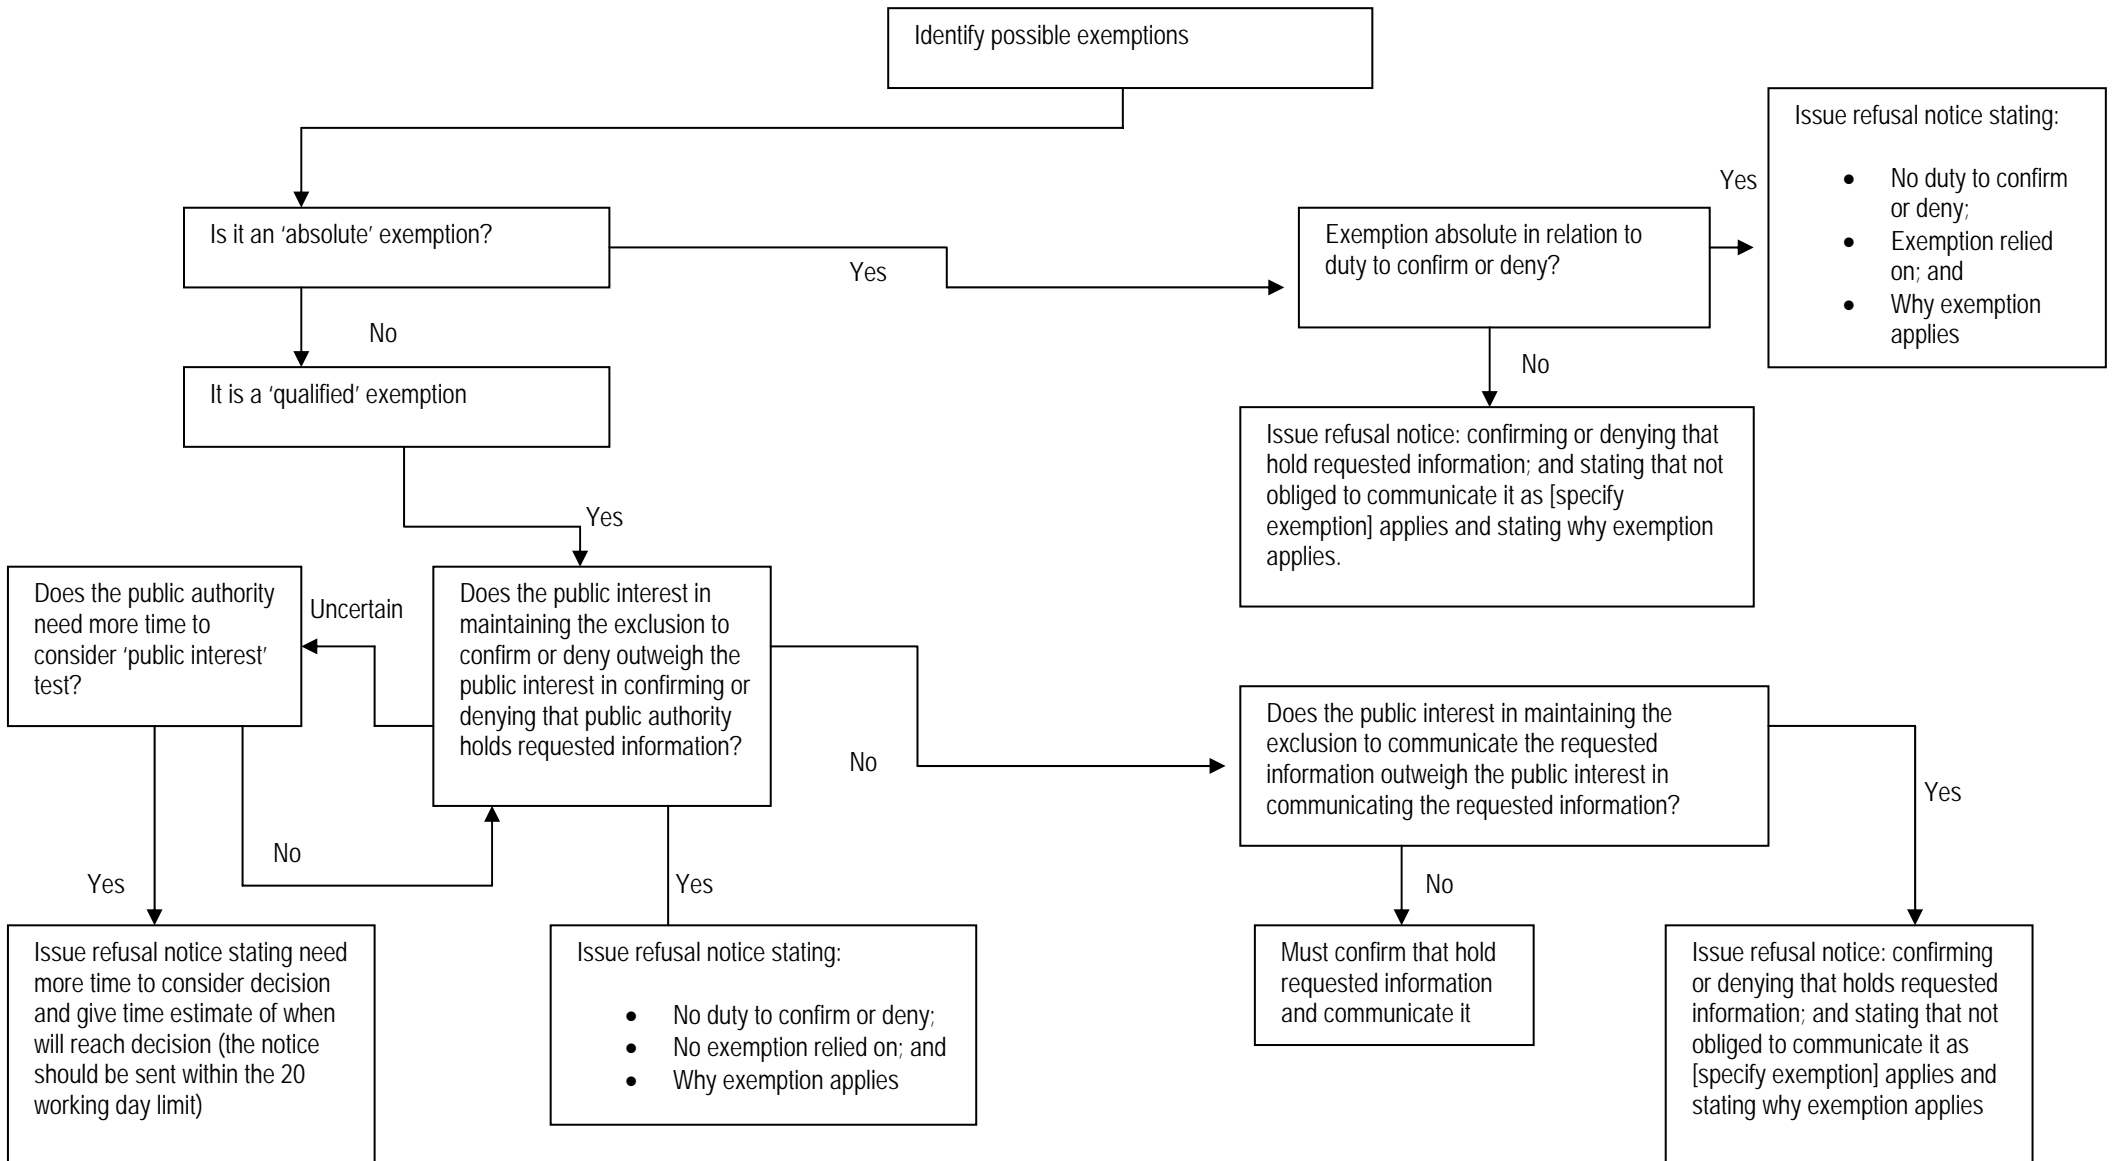 Identify possible exemptions
Issue refusal notice stating:
• No duty to confirm
or deny;
• Exemption relied
on; and
• Why exemption
applies
Yes
Is it an ‘absolute’ exemption?
Yes
Exemption absolute in relation to
duty to confirm or deny?
No
No
It is a ‘qualified’ exemption
Issue refusal notice: confirming or denying that
hold requested information; and stating that not
obliged to communicate it as [specify
exemption] applies and stating why exemption
applies.
Yes
Does the public authority
need more time to
consider ‘public interest’
test?
Uncertain
Does the public interest in
maintaining the exclusion to
confirm or deny outweigh the
public interest in confirming or
denying that public authority
holds requested information?
No
Does the public interest in maintaining the
exclusion to communicate the requested
information outweigh the public interest in
communicating the requested information?
Yes
No
Yes
Yes
No
Issue refusal notice stating need
more time to consider decision
and give time estimate of when
will reach decision (the notice
should be sent within the 20
working day limit)
Issue refusal notice stating:
• No duty to confirm or deny;
• No exemption relied on; and
• Why exemption applies
Must confirm that hold
requested information
and communicate it
Issue refusal notice: confirming
or denying that holds requested
information; and stating that not
obliged to communicate it as
[specify exemption] applies and
stating why exemption applies